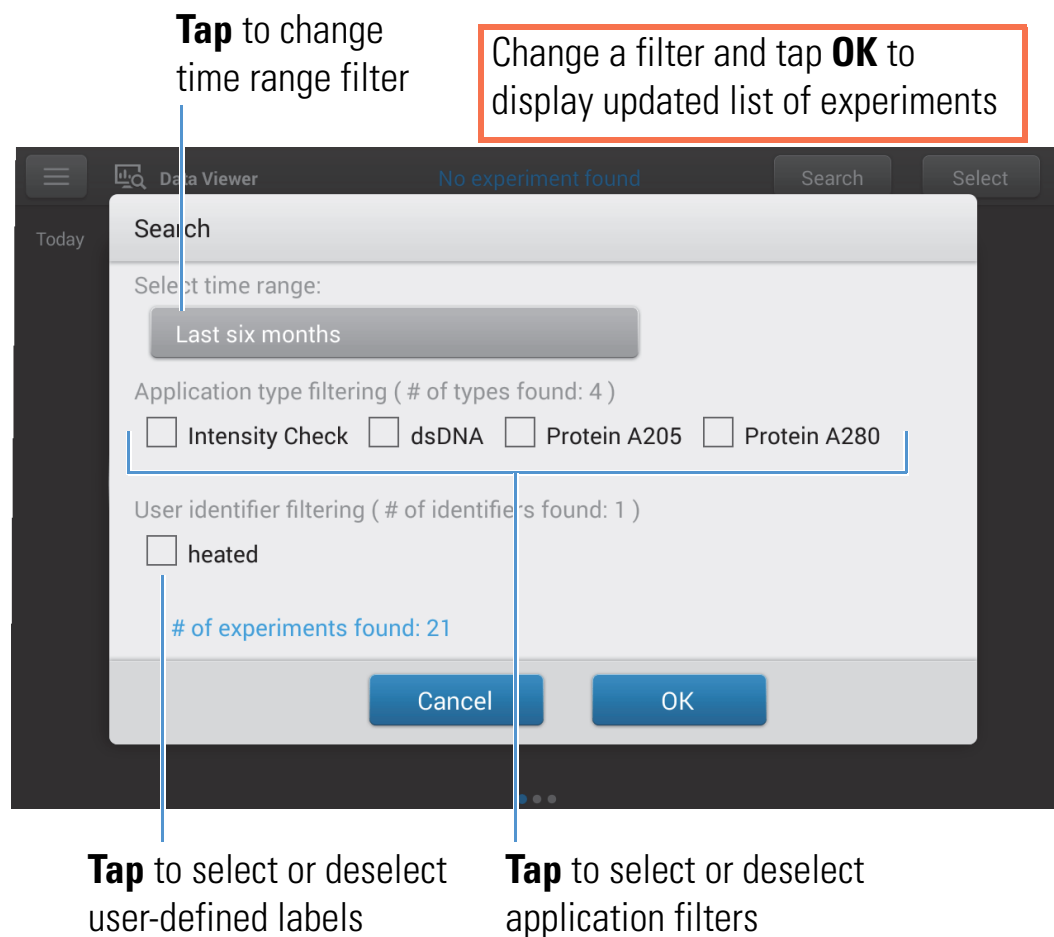 Tap to change
time range filter
Change a filter and tap OK to
display updated list of experiments
Data Viewer
No experiment found
Search
Select
Today
Search
Select time range:
Last six months
Application type filtering ( # of types found: 4 )
Intensity Check
dsDNA
Protein A205
Protein A280
User identifier filtering ( # of identifiers found: 1 )
heated
# of experiments found: 21
Cancel
OK
Tap to select or deselect
user-defined labels
Tap to select or deselect
application filters